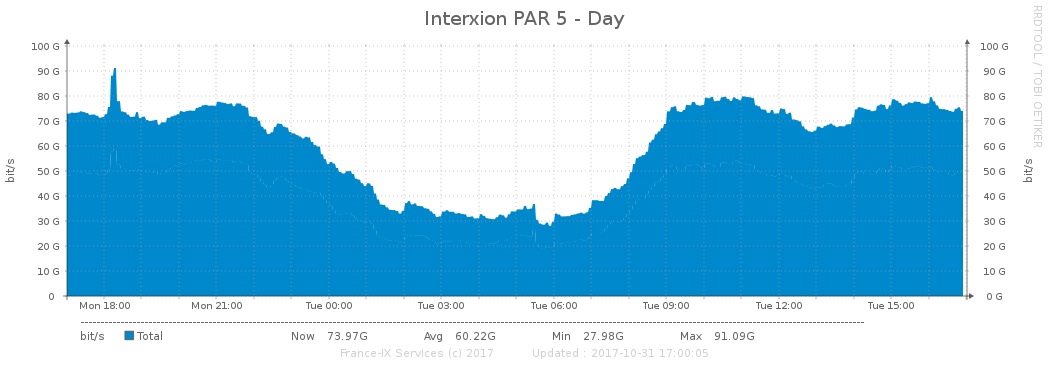 Interxion PAR 5 - Day
RRDTOOL / TOBI OETIKER
bit/s
bit/s
100 G 100 G
90 G 90 G
80 G 80 G
70 G 70 G
60 G 60 G
50 G 50 G
40 G 40 G
30 G 30 G
20 G 20 G
10 G 10 G
0 0 G
Mon 18:00 Mon 21:00 Tue 00:00 Tue 03:00 Tue 06:00 Tue 09:00 Tue 12:00 Tue 15:00
bit/s Total Now 73.97G Avg 60.22G Min 27.98G Max 91.09G
France-IX Services (c) 2017 Updated : 2017-10-31 17:00:05